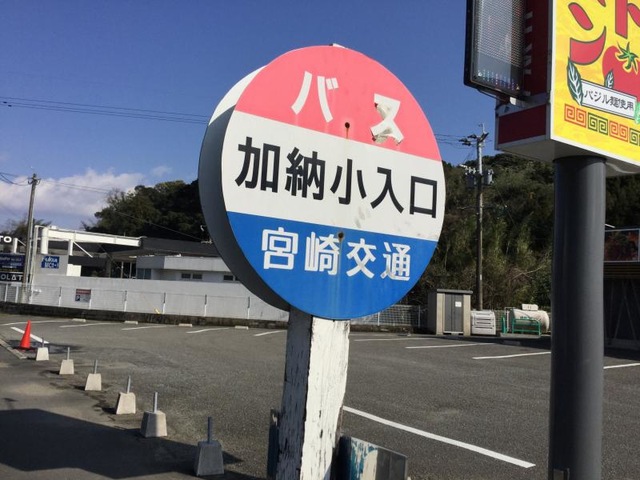 バス
加納小入口
宮崎交通
バジル麺使用